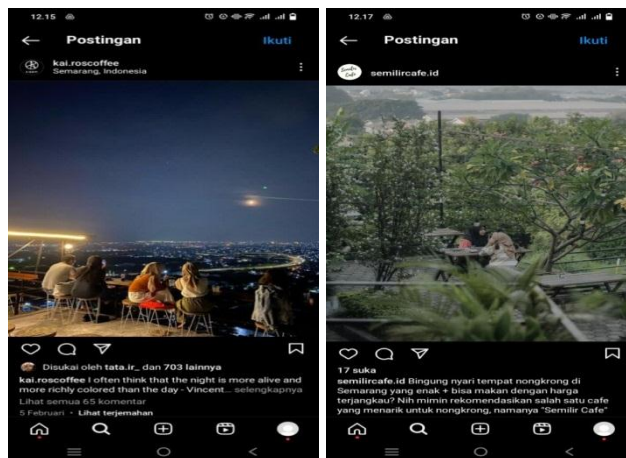 12.15
Postingan
Ikuti
kai.roscoffee
Semarang, Indonesia
Disukai oleh tata.ir_ dan 703 lainnya
kai.roscoffee I often think that the night is more alive and
more richly colored than the day - Vincent... selengkapnya
Lihat semua 65 komentar
5 Februari • Lihat terjemahan
12.17
Postingan
Ikuti
semilircafe.id
17 suka
semilircafe.id Bingung nyari tempat nongkrong di
Semarang yang enak + bisa makan dengan harga
terjangkau? Nih mimin rekomendasikan salah satu cafe
yang menarik untuk nongkrong, namanya "Semilir Cafe"